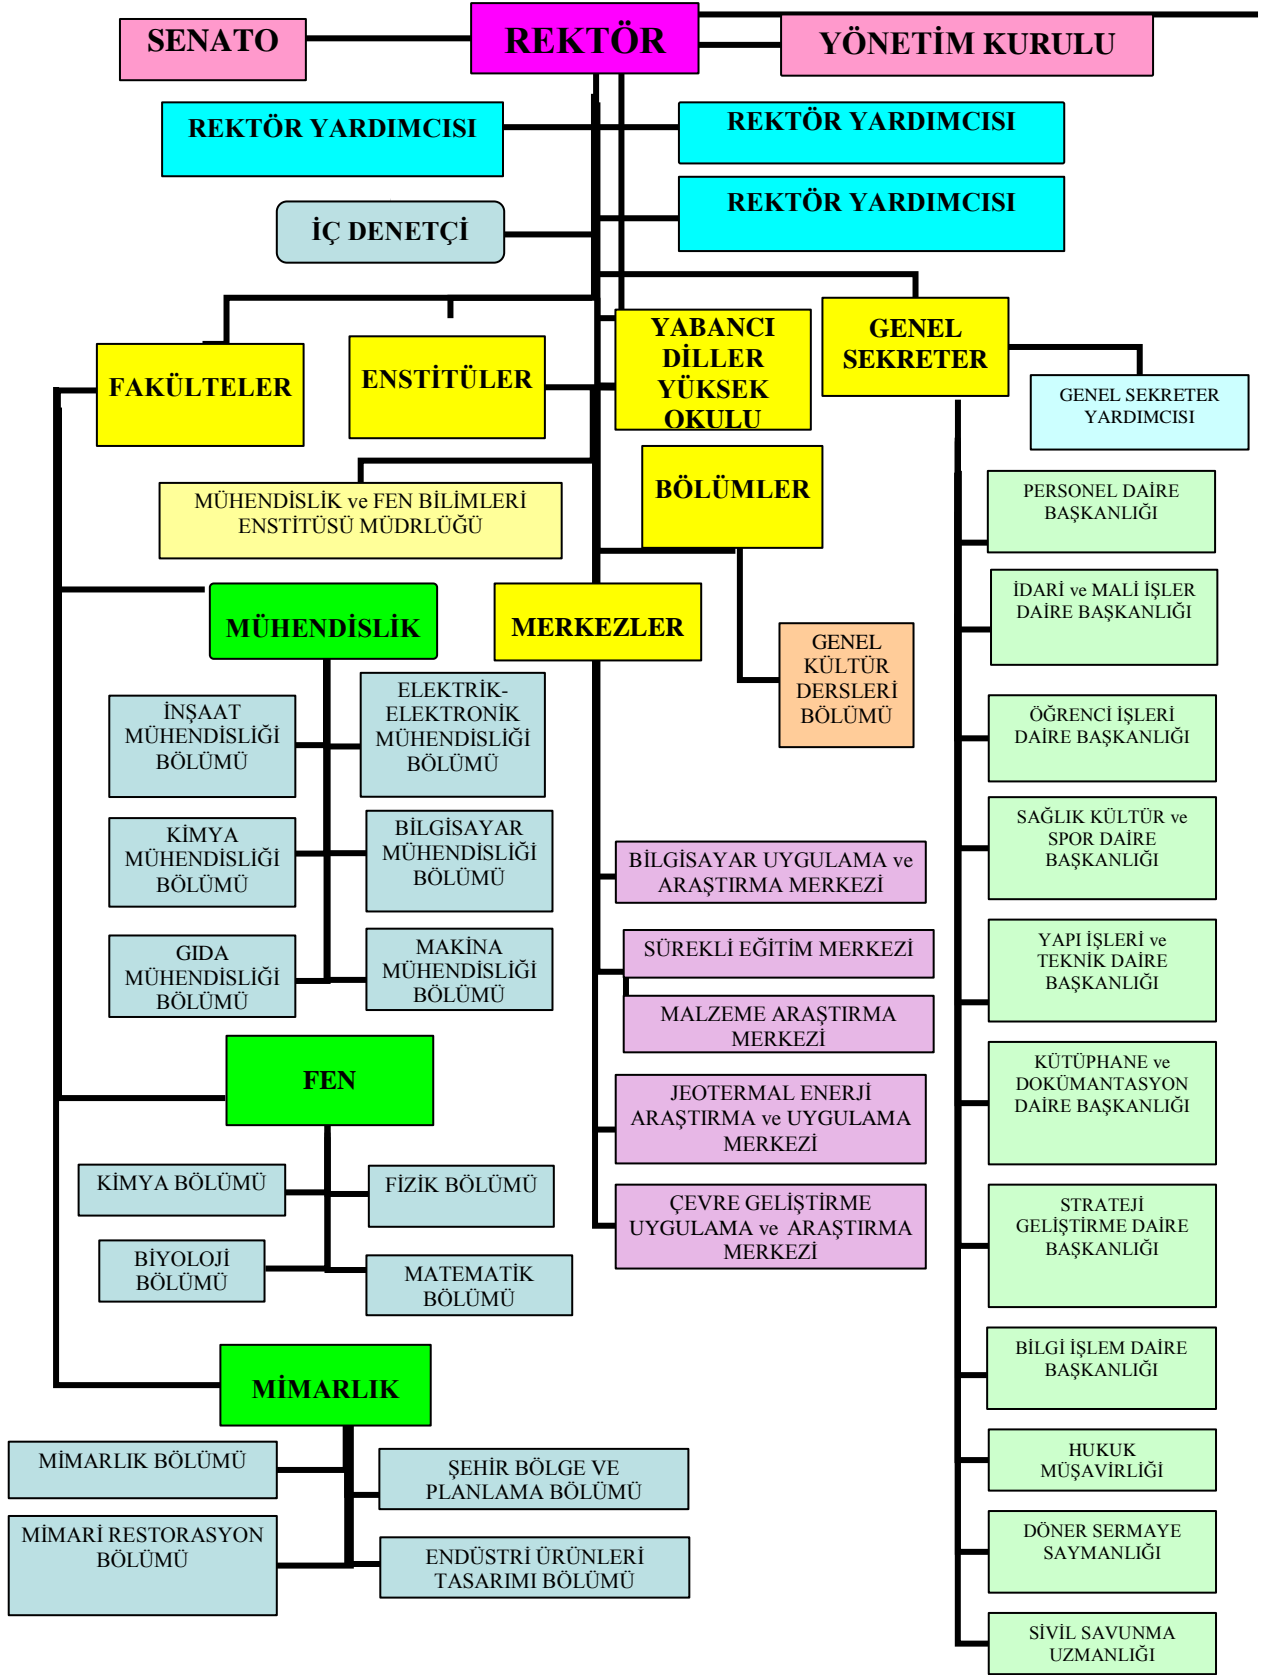 SENATO
REKTÖR
YÖNETİM KURULU
REKTÖR YARDIMCISI
REKTÖR YARDIMCISI
REKTÖR YARDIMCISI
İÇ DENETÇİ
FAKÜLTELER
ENSTİTÜLER
YABANCI
DİLLER
YÜKSEK
OKULU
GENEL
SEKRETER
GENEL SEKRETER
YARDIMCISI
MÜHENDİSLİK ve FEN BİLİMLERİ
ENSTİTÜSÜ MÜDRLÜĞÜ
BÖLÜMLER
MÜHENDİSLİK
MERKEZLER
GENEL
KÜLTÜR
DERSLERİ
BÖLÜMÜ
İNŞAAT
MÜHENDİSLİĞİ
BÖLÜMÜ
ELEKTRİK-
ELEKTRONİK
MÜHENDİSLİĞİ
BÖLÜMÜ
KİMYA
MÜHENDİSLİĞİ
BÖLÜMÜ
BİLGİSAYAR
MÜHENDİSLİĞİ
BÖLÜMÜ
GIDA
MÜHENDİSLİĞİ
BÖLÜMÜ
MAKİNA
MÜHENDİSLİĞİ
BÖLÜMÜ
FEN
KİMYA BÖLÜMÜ
FİZİK BÖLÜMÜ
BİYOLOJİ
BÖLÜMÜ
MATEMATİK
BÖLÜMÜ
MİMARLIK
MİMARLIK BÖLÜMÜ
ŞEHİR BÖLGE VE
PLANLAMA BÖLÜMÜ
MİMARİ RESTORASYON
BÖLÜMÜ
ENDÜSTRİ ÜRÜNLERİ
TASARIMI BÖLÜMÜ
BİLGİSAYAR UYGULAMA ve
ARAŞTIRMA MERKEZİ
SÜREKLİ EĞİTİM MERKEZİ
MALZEME ARAŞTIRMA
MERKEZİ
JEOTERMAL ENERJİ
ARAŞTIRMA ve UYGULAMA
MERKEZİ
ÇEVRE GELİŞTİRME
UYGULAMA ve ARAŞTIRMA
MERKEZİ
PERSONEL DAİRE
BAŞKANLIĞI
İDARİ ve MALİ İŞLER
DAİRE BAŞKANLIĞI
ÖĞRENCİ İŞLERİ
DAİRE BAŞKANLIĞI
SAĞLIK KÜLTÜR ve
SPOR DAİRE
BAŞKANLIĞI
YAPI İŞLERİ ve
TEKNİK DAİRE
BAŞKANLIĞI
KÜTÜPHANE ve
DOKÜMANTASYON
DAİRE BAŞKANLIĞI
STRATEJİ
GELİŞTİRME DAİRE
BAŞKANLIĞI
BİLGİ İŞLEM DAİRE
BAŞKANLIĞI
HUKUK
MÜŞAVİRLİĞİ
DÖNER SERMAYE
SAYMANLIĞI
SİVİL SAVUNMA
UZMANLIĞI